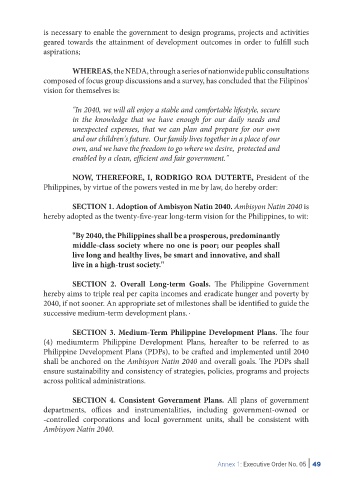 is necessary to enable the government to design programs, projects and activities
geared towards the attainment of development outcomes in order to fulfill such
aspirations;
WHEREAS, the NEDA, through a series of nationwide public consultations
composed of focus group discussions and a survey, has concluded that the Filipinos'
vision for themselves is:
"In 2040, we will all enjoy a stable and comfortable lifestyle, secure
in the knowledge that we have enough for our daily needs and
unexpected expenses, that we can plan and prepare for our own
and our children's future. Our family lives together in a place of our
own, and we have the freedom to go where we desire, protected and
enabled by a clean, efficient and fair government."
NOW, THEREFORE, I, RODRIGO ROA DUTERTE, President of the
Philippines, by virtue of the powers vested in me by law, do hereby order:
SECTION 1. Adoption of Ambisyon Natin 2040. Ambisyon Natin 2040 is
hereby adopted as the twenty-five-year long-term vision for the Philippines, to wit:
"By 2040, the Philippines shall be a prosperous, predominantly
middle-class society where no one is poor; our peoples shall
live long and healthy lives, be smart and innovative, and shall
live in a high-trust society."
SECTION 2. Overall Long-term Goals. The Philippine Government
hereby aims to triple real per capita incomes and eradicate hunger and poverty by
2040, if not sooner. An appropriate set of milestones shall be identified to guide the
successive medium-term development plans. ·
SECTION 3. Medium-Term Philippine Development Plans. The four
(4) mediumterm Philippine Development Plans, hereafter to be referred to as
Philippine Development Plans (PDPs), to be crafted and implemented until 2040
shall be anchored on the Ambisyon Natin 2040 and overall goals. The PDPs shall
ensure sustainability and consistency of strategies, policies, programs and projects
across political administrations.
SECTION 4. Consistent Government Plans. All plans of government
departments, offices and instrumentalities, including government-owned or
-controlled corporations and local government units, shall be consistent with
Ambisyon Natin 2040.
Annex 1: Executive Order No. 05 | 49